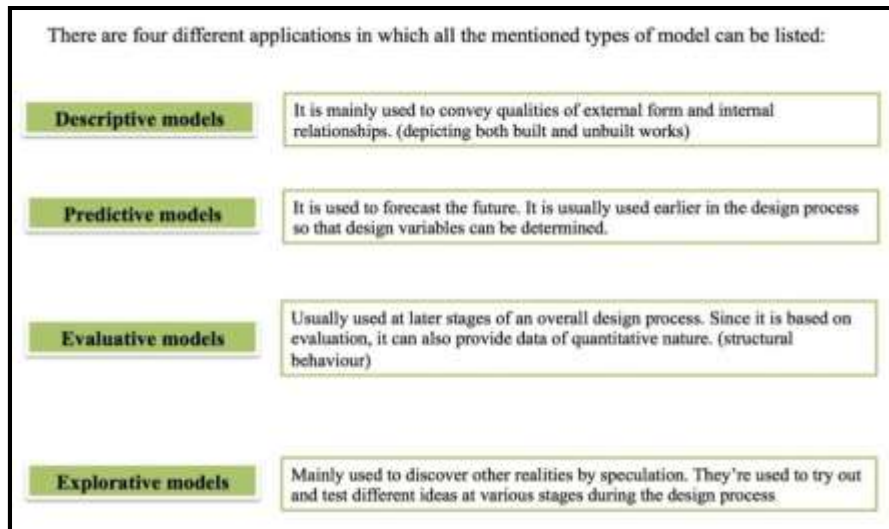 There are four different applications in which all the mentioned types of model can be listed:
Descriptive models
It is mainly used to convey qualities of external form and internal
relationships. (depicting both built and unbuilt works)
Predictive models
It is used to forecast the future. It is usually used earlier in the design process
so that design variables can be determined.
Evaluative models
Usually used at later stages of an overall design process. Since it is based on
evaluation, it can also provide data of quantitative nature. (structural
behaviour)
Explorative models
Mainly used to discover other realities by speculation. They're used to try out
and test different ideas at various stages during the design process